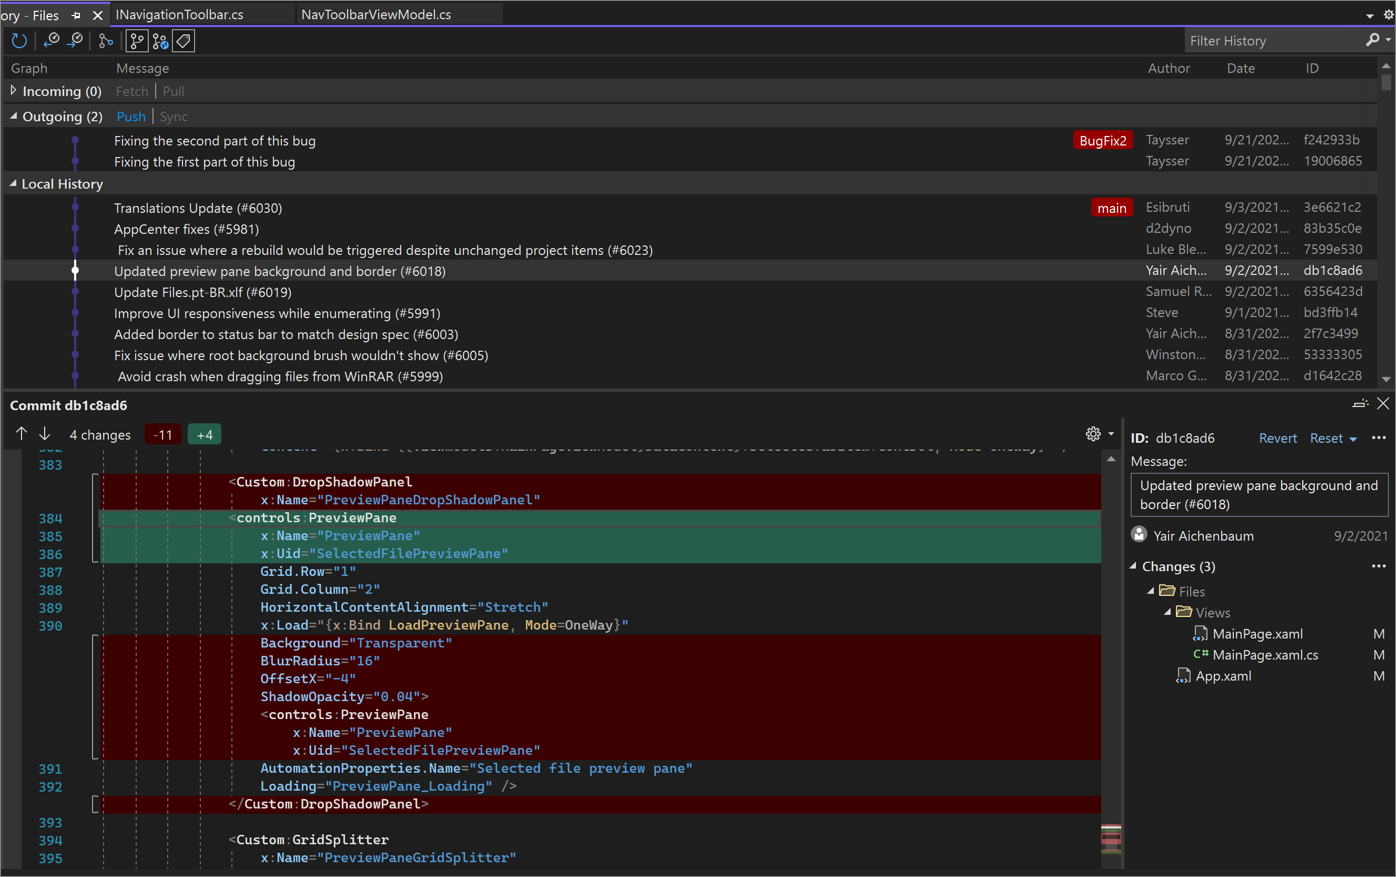 ory - Files
INavigationToolbar.cs
NavToolbarViewModel.cs
Filter History
Graph Message Author Date ID
Incoming (0) Fetch | Pull
Outgoing (2) Push | Sync
Fixing the second part of this bug BugFix2 Taysser 9/21/202... f242933b
Fixing the first part of this bug Taysser 9/21/202... 19006865
Local History
Translations Update (#6030) main Esibruti 9/3/2021... 3e6621c2
AppCenter fixes (#5981) d2dyno 9/2/2021... 83b35c0e
Fix an issue where a rebuild would be triggered despite unchanged project items (#6023) Luke Ble... 9/2/2021... 7599e530
Updated preview pane background and border (#6018) Yair Aich... 9/2/2021... db1c8ad6
Update Files.pt-BR.xlf (#6019) Samuel R... 9/2/2021... 6356423d
Improve UI responsiveness while enumerating (#5991) Steve 9/1/2021... bd3ffb14
Added border to status bar to match design spec (#6003) Yair Aich... 8/31/202... 2f7c3499
Fix issue where root background brush wouldn't show (#6005) Winston... 8/31/202... 53333305
Avoid crash when dragging files from WinRAR (#5999) Marco G... 8/31/202... d1642c28
Commit db1c8ad6
4 changes -11 +4
383
<Custom:DropShadowPanel
x:Name="PreviewPaneDropShadowPanel"
384 <controls:PreviewPane
385 x:Name="PreviewPane"
386 x:Uid="SelectedFilePreviewPane"
387 Grid.Row="1"
388 Grid.Column="2"
389 HorizontalContentAlignment="Stretch"
390 x:Load="{x:Bind LoadPreviewPane, Mode=OneWay}"
Background="Transparent"
BlurRadius="16"
OffsetX="-4"
ShadowOpacity="0.04">
<controls:PreviewPane
x:Name="PreviewPane"
x:Uid="SelectedFilePreviewPane"
391 AutomationProperties.Name="Selected file preview pane"
392 Loading="PreviewPane_Loading" />
</Custom:DropShadowPanel>
393
394 <Custom:GridSplitter
395 x:Name="PreviewPaneGridSplitter"
ID: db1c8ad6 Revert Reset
Message:
Updated preview pane background and
border (#6018)
Yair Aichenbaum 9/2/2021
Changes (3)
Files
Views
MainPage.xaml M
C# MainPage.xaml.cs M
App.xaml M